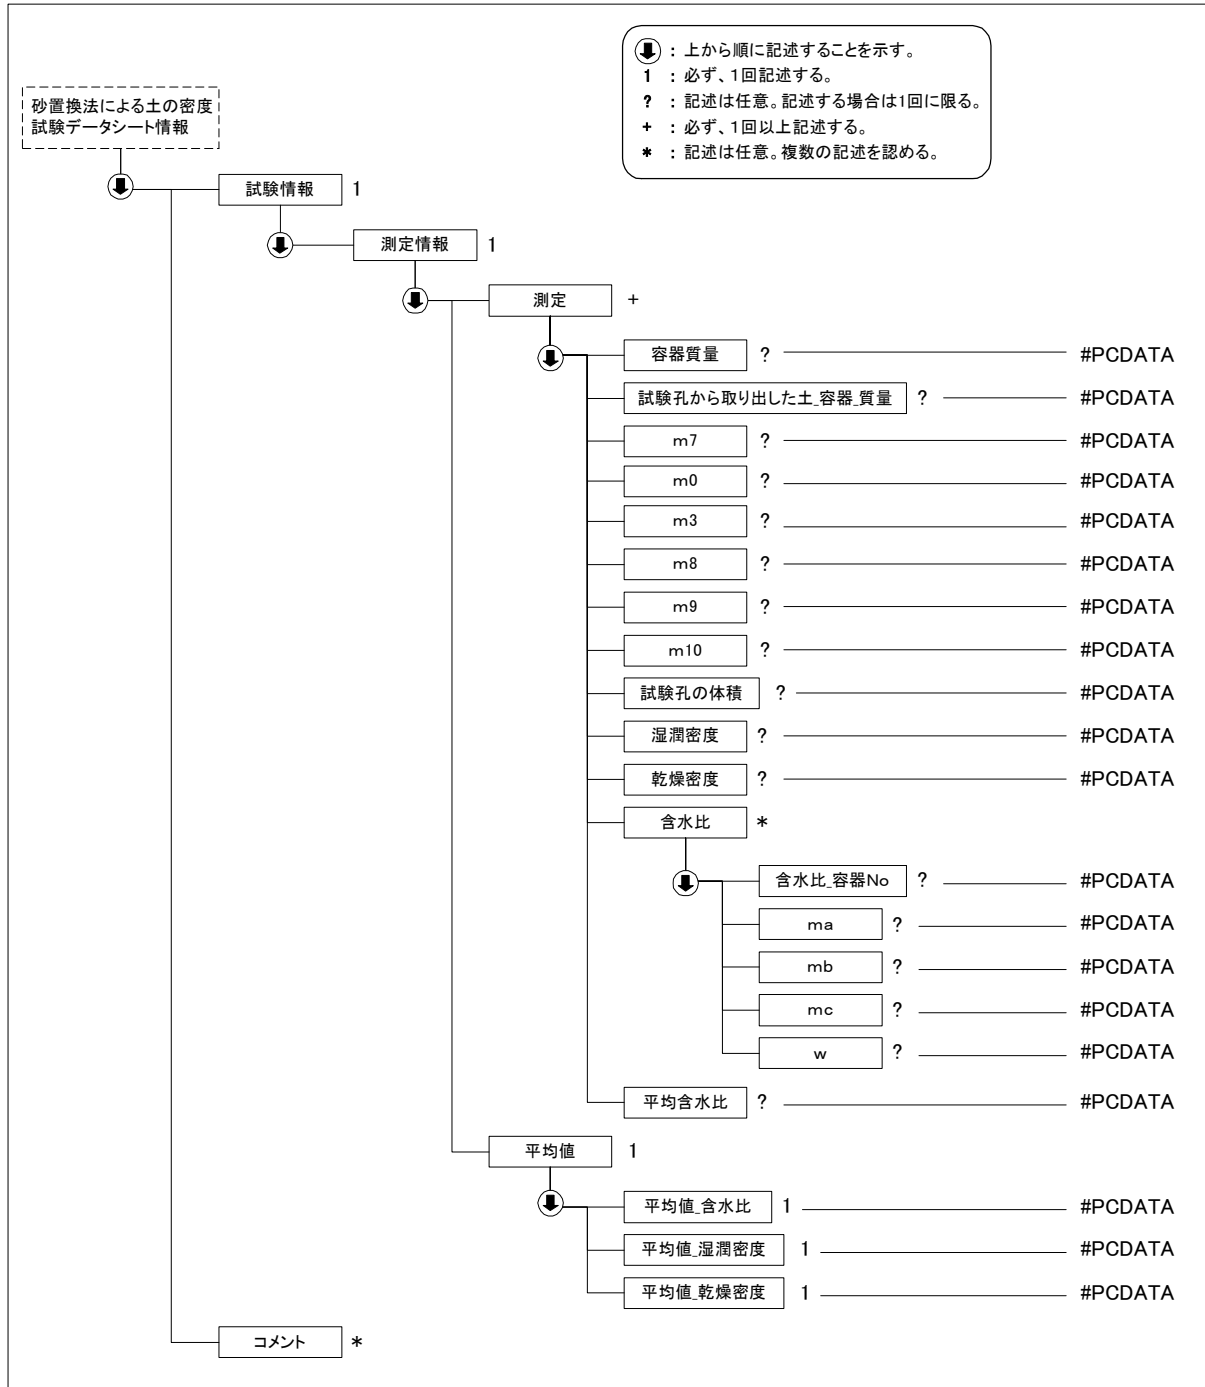 : 上から順に記述することを示す。
1 : 必ず、1回記述する。
? : 記述は任意。記述する場合は1回に限る。
+ : 必ず、1回以上記述する。
* : 記述は任意。複数の記述を認める。
砂置換法による土の密度
試験データシート情報
試験情報 1
測定情報 1
測定 +
容器質量 ? #PCDATA
試験孔から取り出した土_容器_質量 ? #PCDATA
m7 ? #PCDATA
m0 ? #PCDATA
m3 ? #PCDATA
m8 ? #PCDATA
m9 ? #PCDATA
m10 ? #PCDATA
試験孔の体積 ? #PCDATA
湿潤密度 ? #PCDATA
乾燥密度 ? #PCDATA
含水比 *
含水比_容器No ? #PCDATA
ma ? #PCDATA
mb ? #PCDATA
mc ? #PCDATA
w ? #PCDATA
平均含水比 ? #PCDATA
平均値 1
平均値_含水比 1 #PCDATA
平均値_湿潤密度 1 #PCDATA
平均値_乾燥密度 1 #PCDATA
コメント *